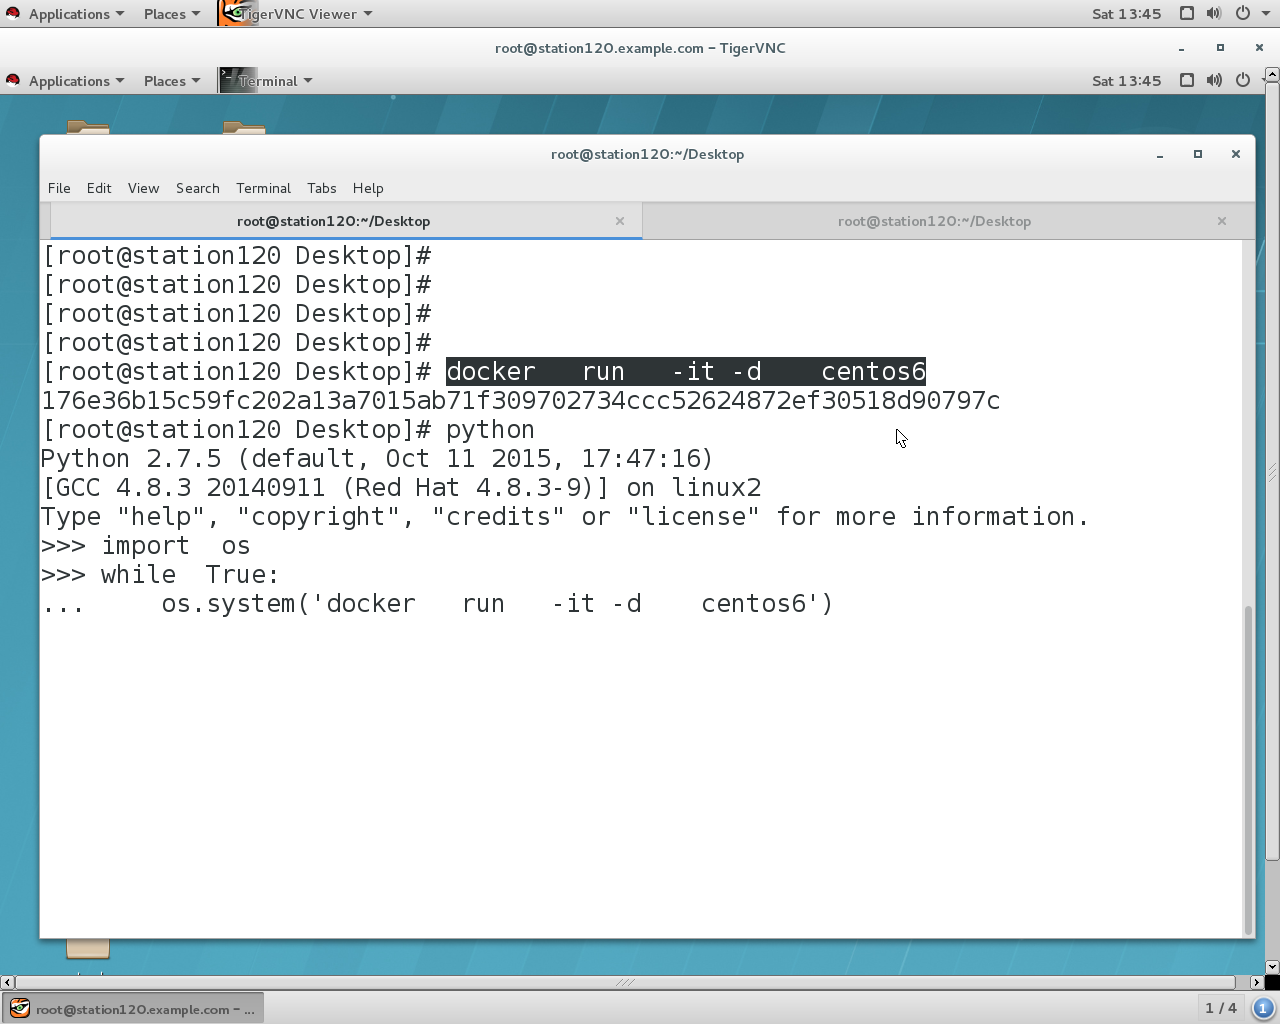 Applications Places TigerVNC Viewer Sat 13:45
root@station120.example.com - TigerVNC
Applications Places Terminal Sat 13:45
root@station120:~/Desktop
File Edit View Search Terminal Tabs Help
root@station120:~/Desktop root@station120:~/Desktop
[root@station120 Desktop]#
[root@station120 Desktop]#
[root@station120 Desktop]#
[root@station120 Desktop]#
[root@station120 Desktop]# docker   run   -it -d    centos6
176e36b15c59fc202a13a7015ab71f309702734ccc52624872ef30518d90797c
[root@station120 Desktop]# python
Python 2.7.5 (default, Oct 11 2015, 17:47:16)
[GCC 4.8.3 20140911 (Red Hat 4.8.3-9)] on linux2
Type "help", "copyright", "credits" or "license" for more information.
>>> import  os
>>> while  True:
...     os.system('docker   run   -it -d    centos6')
root@station120.example.com - ... 1 / 4 1